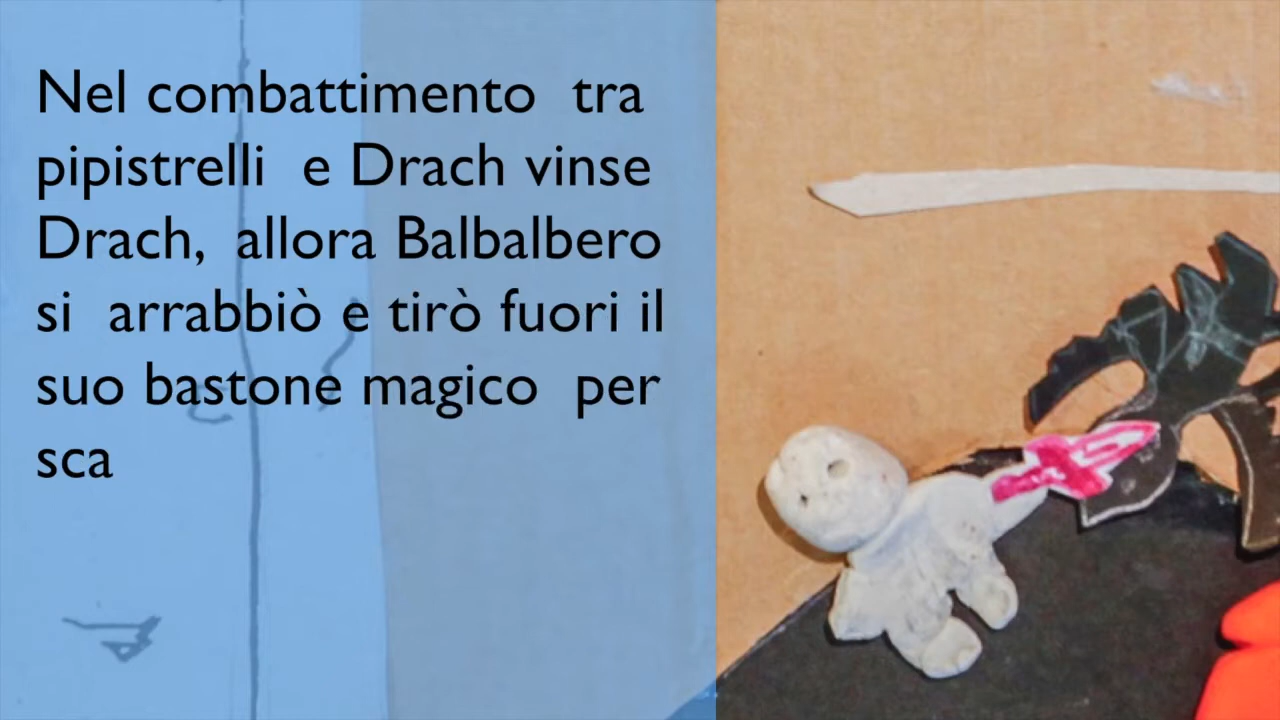 Nel combattimento tra
pipistrelli e Drach vinse
Drach, allora Balbalbero
si arrabbiò e tirò fuori il
suo bastone magico per
sca